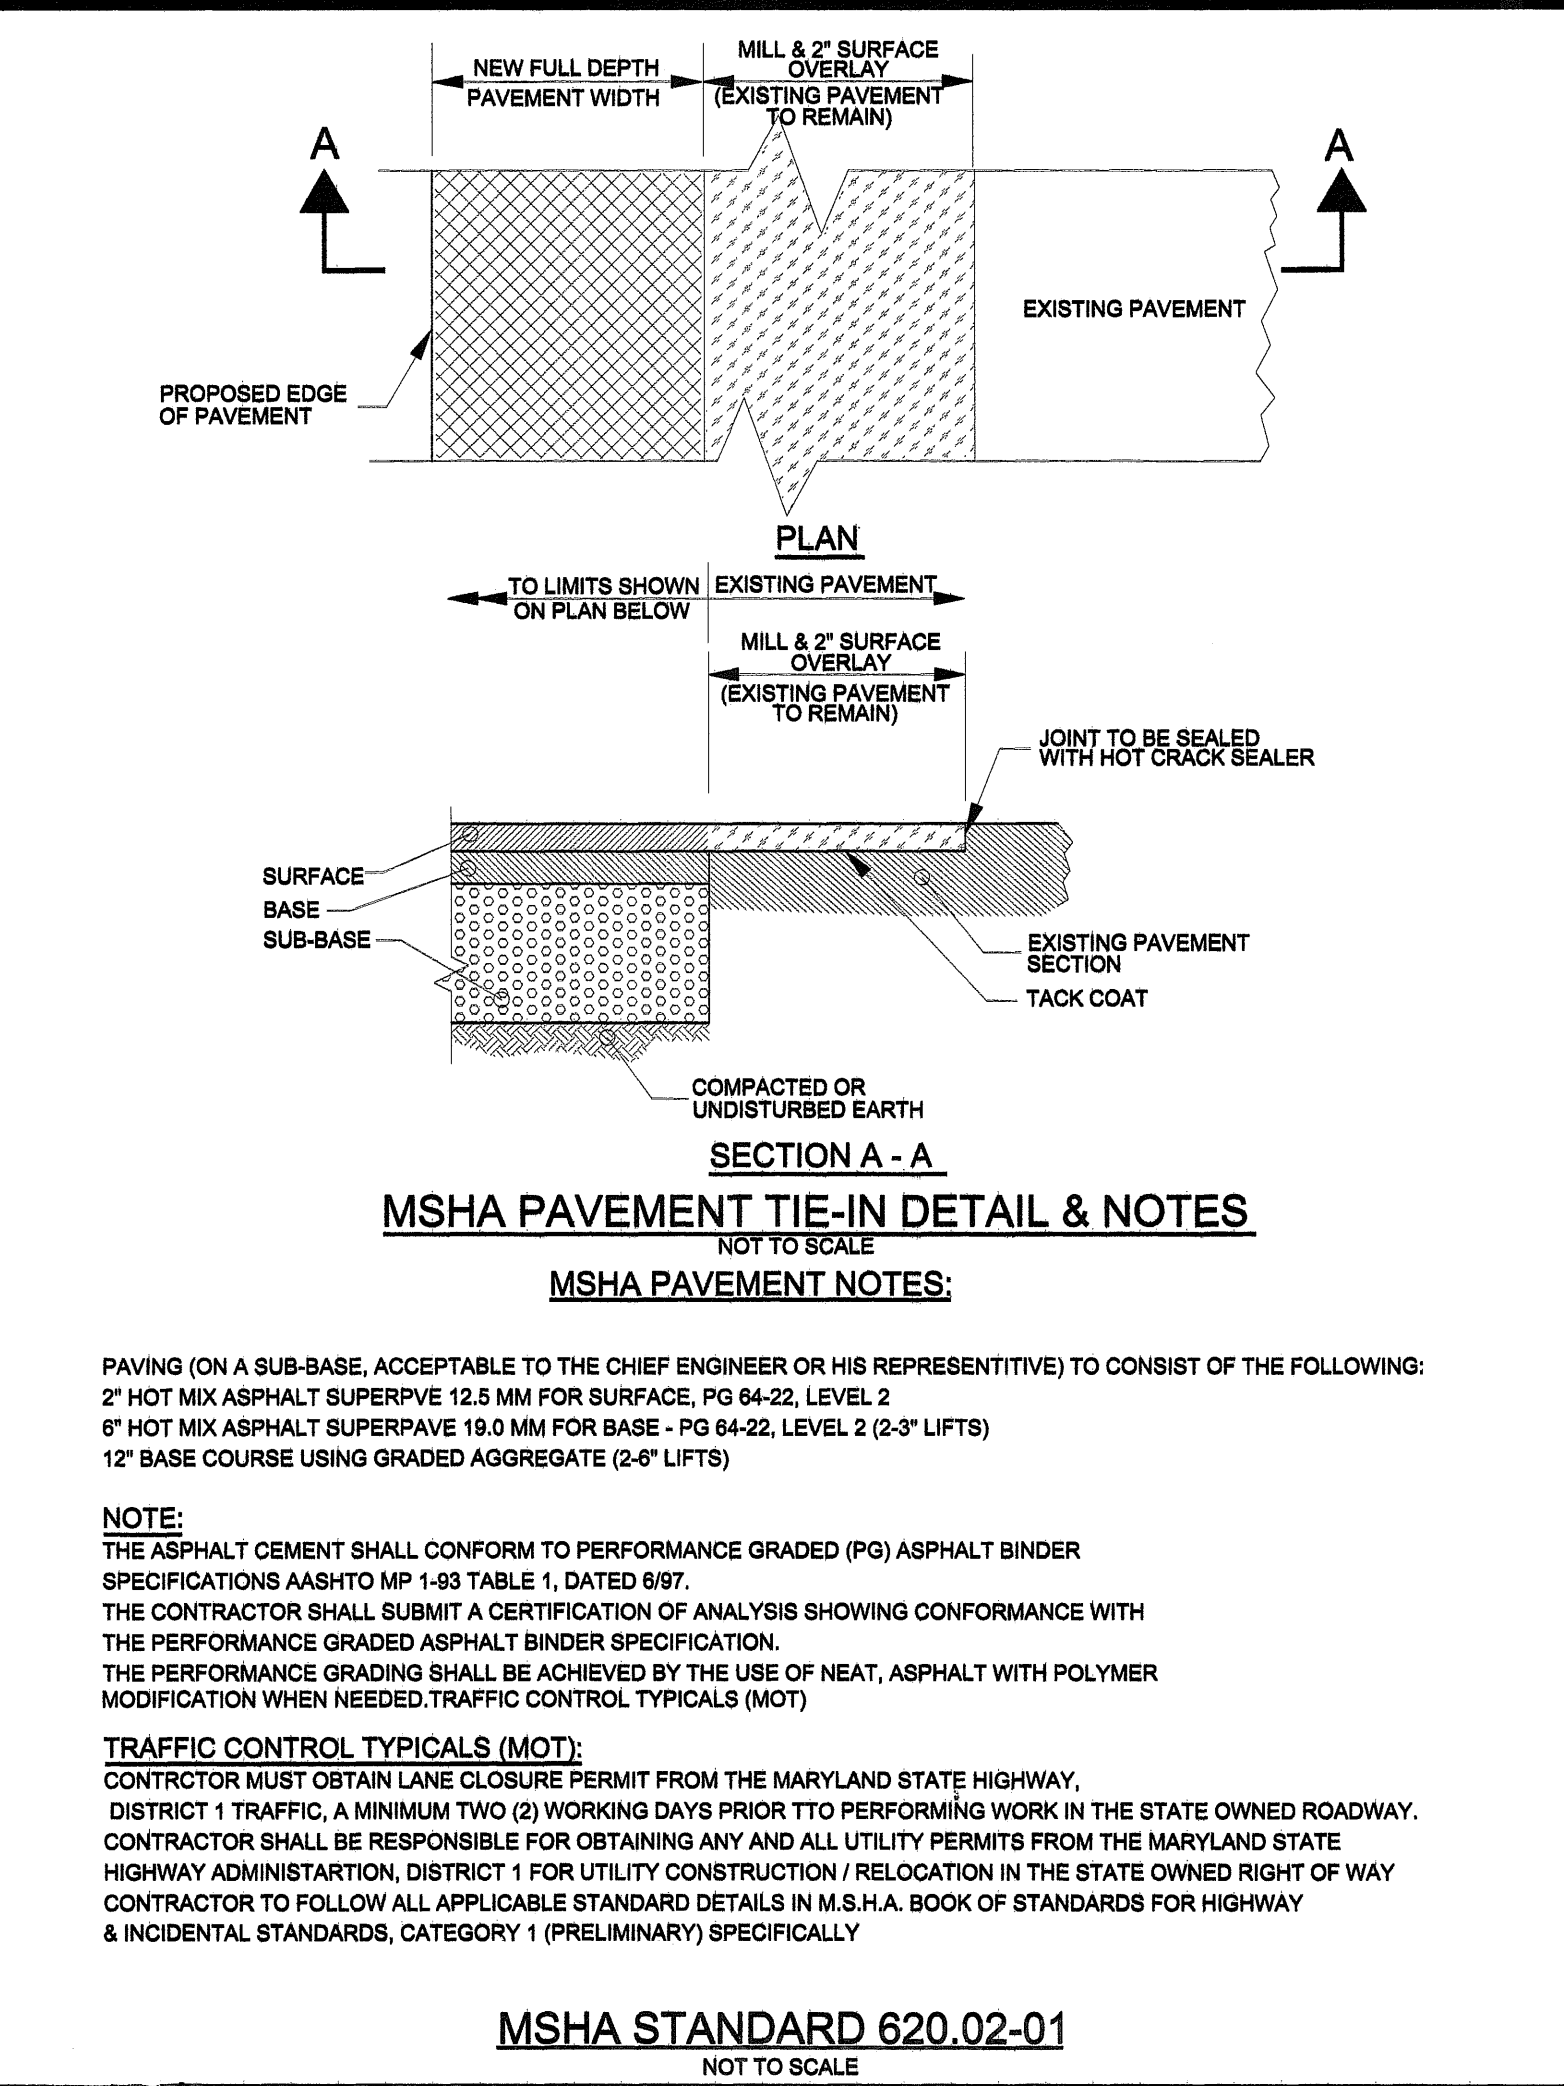 NEW FULL DEPTH
PAVEMENT WIDTH
MILL & 2" SURFACE
OVERLAY
(EXISTING PAVEMENT
TO REMAIN)
A
A
EXISTING PAVEMENT
PROPOSED EDGE
OF PAVEMENT
PLAN
TO LIMITS SHOWN
ON PLAN BELOW
EXISTING PAVEMENT
MILL & 2" SURFACE
OVERLAY
(EXISTING PAVEMENT
TO REMAIN)
JOINT TO BE SEALED
WITH HOT CRACK SEALER
SURFACE
BASE
SUB-BASE
EXISTING PAVEMENT
SECTION
TACK COAT
COMPACTED OR
UNDISTURBED EARTH
SECTION A - A
MSHA PAVEMENT TIE-IN DETAIL & NOTES
NOT TO SCALE
MSHA PAVEMENT NOTES:
PAVING (ON A SUB-BASE, ACCEPTABLE TO THE CHIEF ENGINEER OR HIS REPRESENTITIVE) TO CONSIST OF THE FOLLOWING:
2" HOT MIX ASPHALT SUPERPVE 12.5 MM FOR SURFACE, PG 64-22, LEVEL 2
6" HOT MIX ASPHALT SUPERPAVE 19.0 MM FOR BASE - PG 64-22, LEVEL 2 (2-3" LIFTS)
12" BASE COURSE USING GRADED AGGREGATE (2-6" LIFTS)
NOTE:
THE ASPHALT CEMENT SHALL CONFORM TO PERFORMANCE GRADED (PG) ASPHALT BINDER
SPECIFICATIONS AASHTO MP 1-93 TABLE 1, DATED 6/97.
THE CONTRACTOR SHALL SUBMIT A CERTIFICATION OF ANALYSIS SHOWING CONFORMANCE WITH
THE PERFORMANCE GRADED ASPHALT BINDER SPECIFICATION.
THE PERFORMANCE GRADING SHALL BE ACHIEVED BY THE USE OF NEAT, ASPHALT WITH POLYMER
MODIFICATION WHEN NEEDED.TRAFFIC CONTROL TYPICALS (MOT)
TRAFFIC CONTROL TYPICALS (MOT):
CONTRCTOR MUST OBTAIN LANE CLOSURE PERMIT FROM THE MARYLAND STATE HIGHWAY,
DISTRICT 1 TRAFFIC, A MINIMUM TWO (2) WORKING DAYS PRIOR TTO PERFORMING WORK IN THE STATE OWNED ROADWAY.
CONTRACTOR SHALL BE RESPONSIBLE FOR OBTAINING ANY AND ALL UTILITY PERMITS FROM THE MARYLAND STATE
HIGHWAY ADMINISTARTION, DISTRICT 1 FOR UTILITY CONSTRUCTION / RELOCATION IN THE STATE OWNED RIGHT OF WAY
CONTRACTOR TO FOLLOW ALL APPLICABLE STANDARD DETAILS IN M.S.H.A. BOOK OF STANDARDS FOR HIGHWAY
& INCIDENTAL STANDARDS, CATEGORY 1 (PRELIMINARY) SPECIFICALLY
MSHA STANDARD 620.02-01
NOT TO SCALE